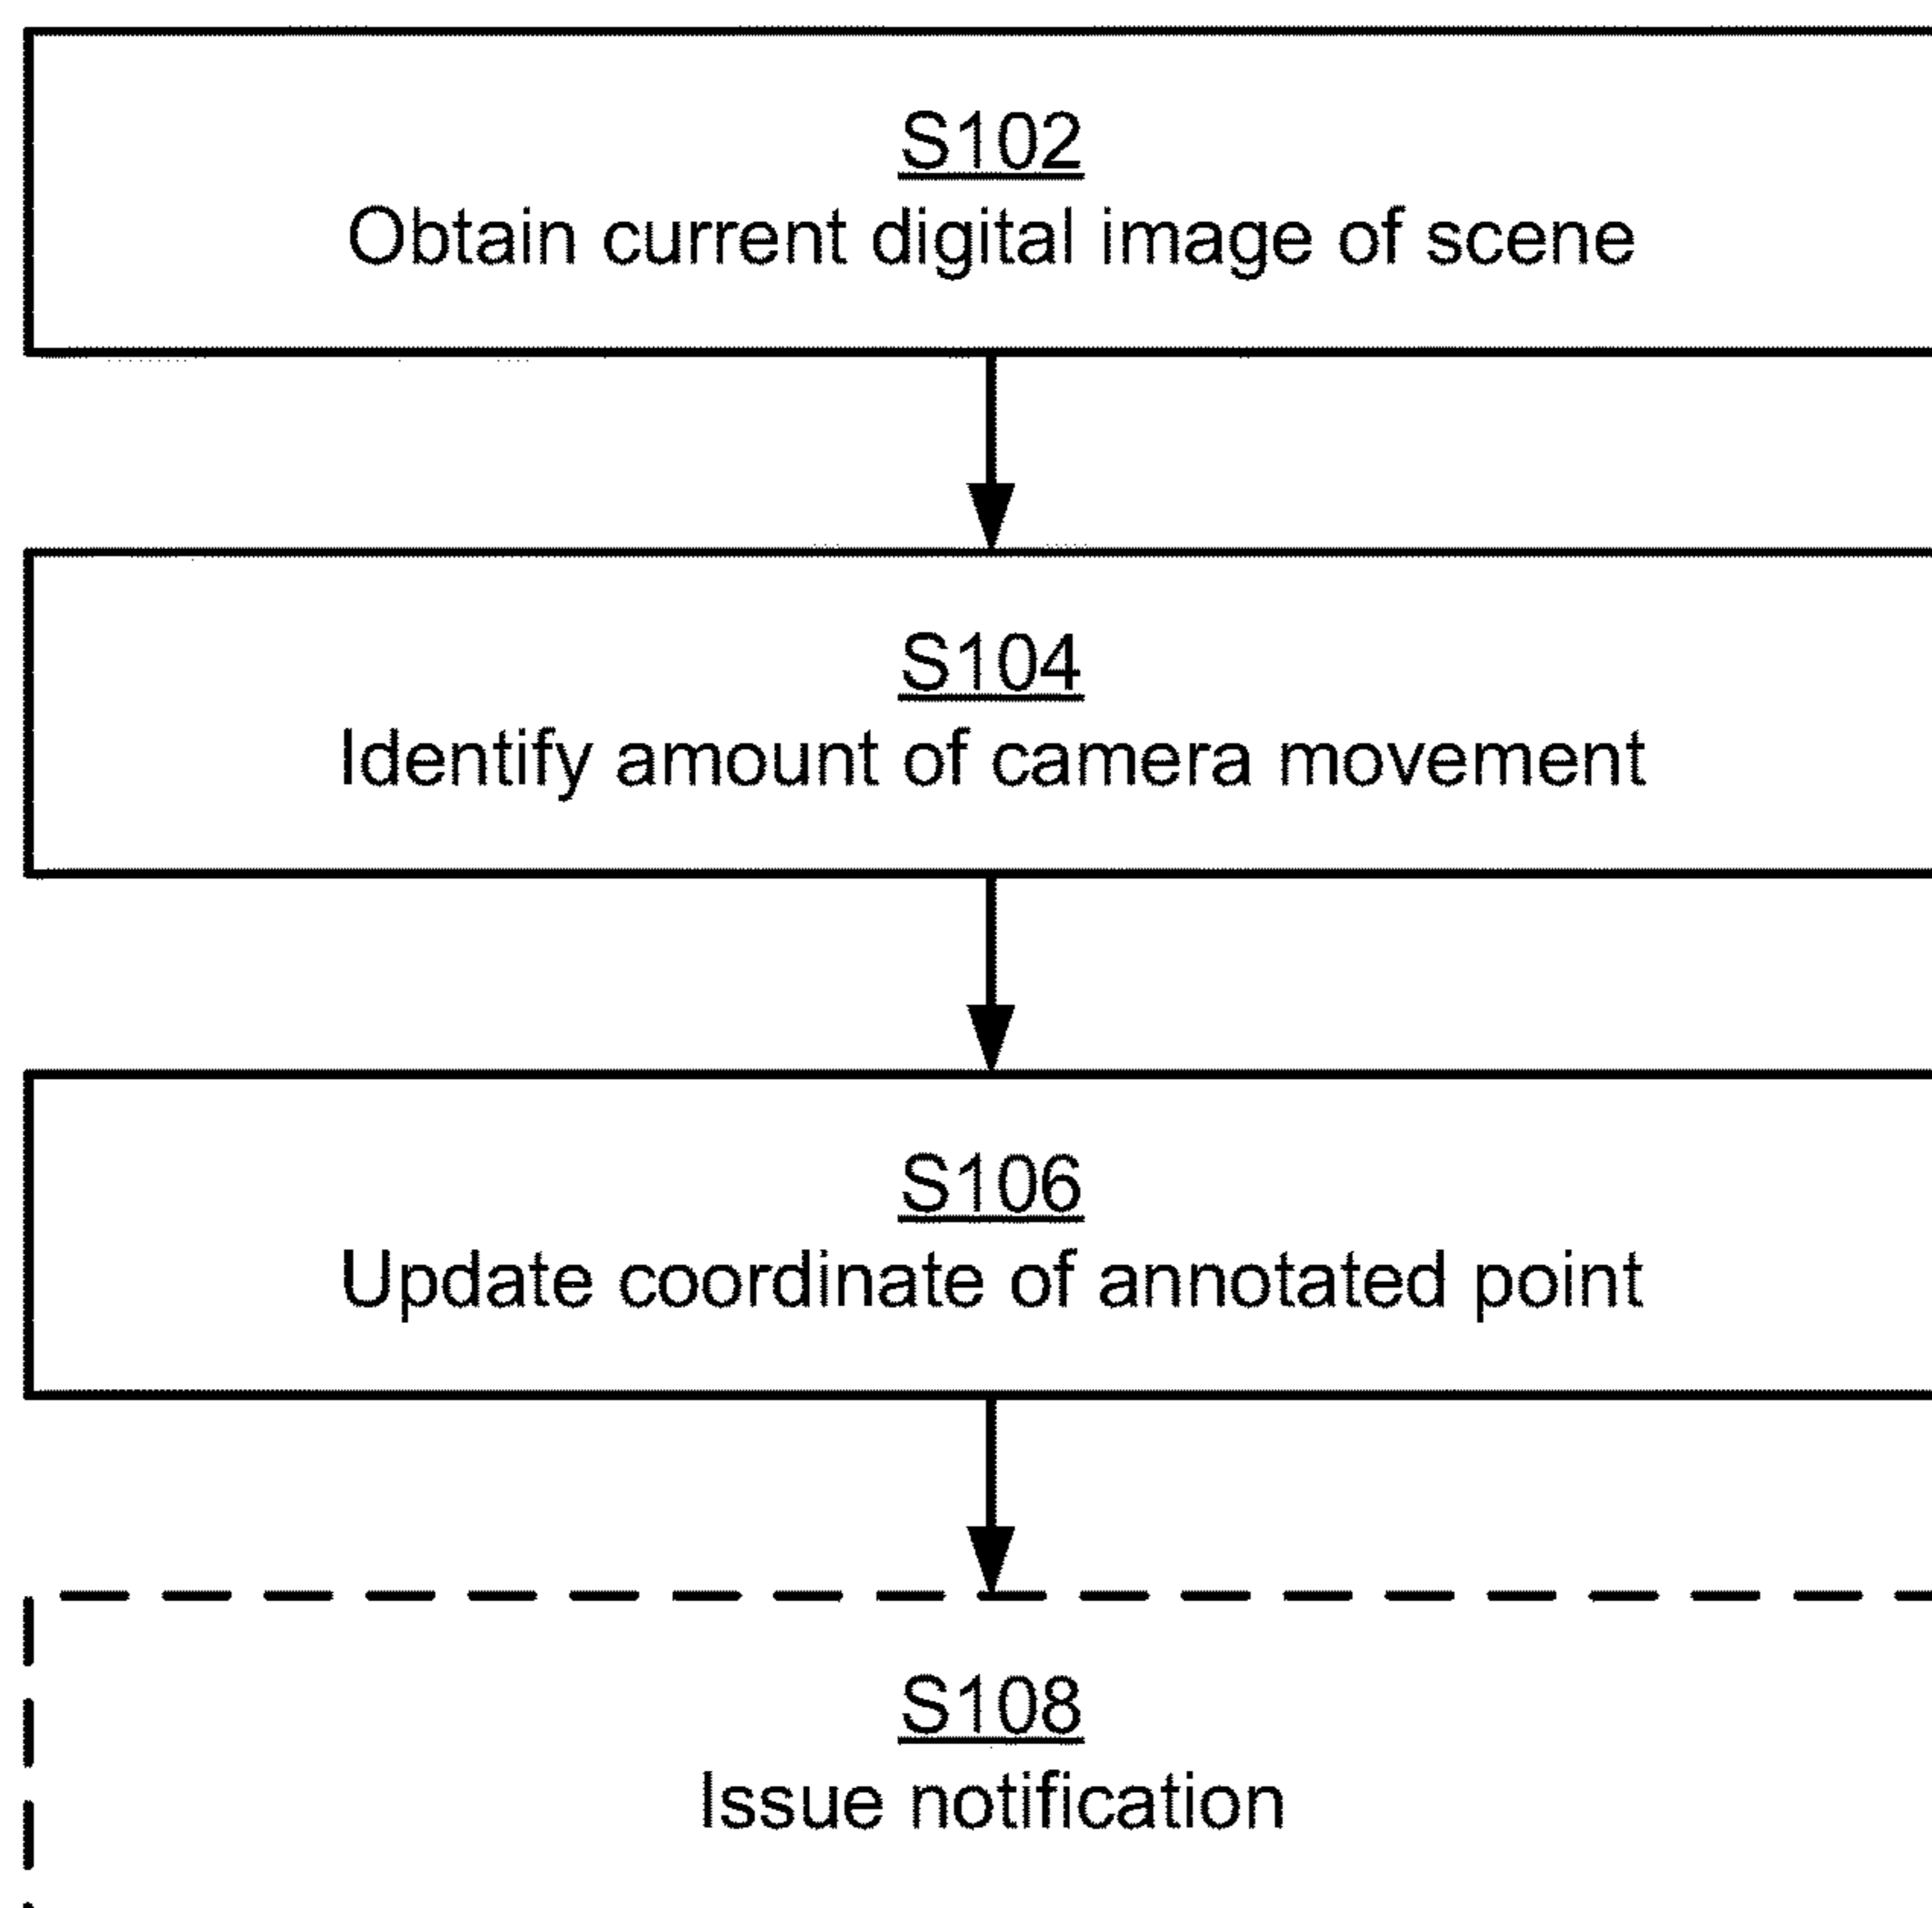 S102
Obtain current digital image of scene
S104
Identify amount of camera movement
S106
Update coordinate of annotated point
S108
Issue notification